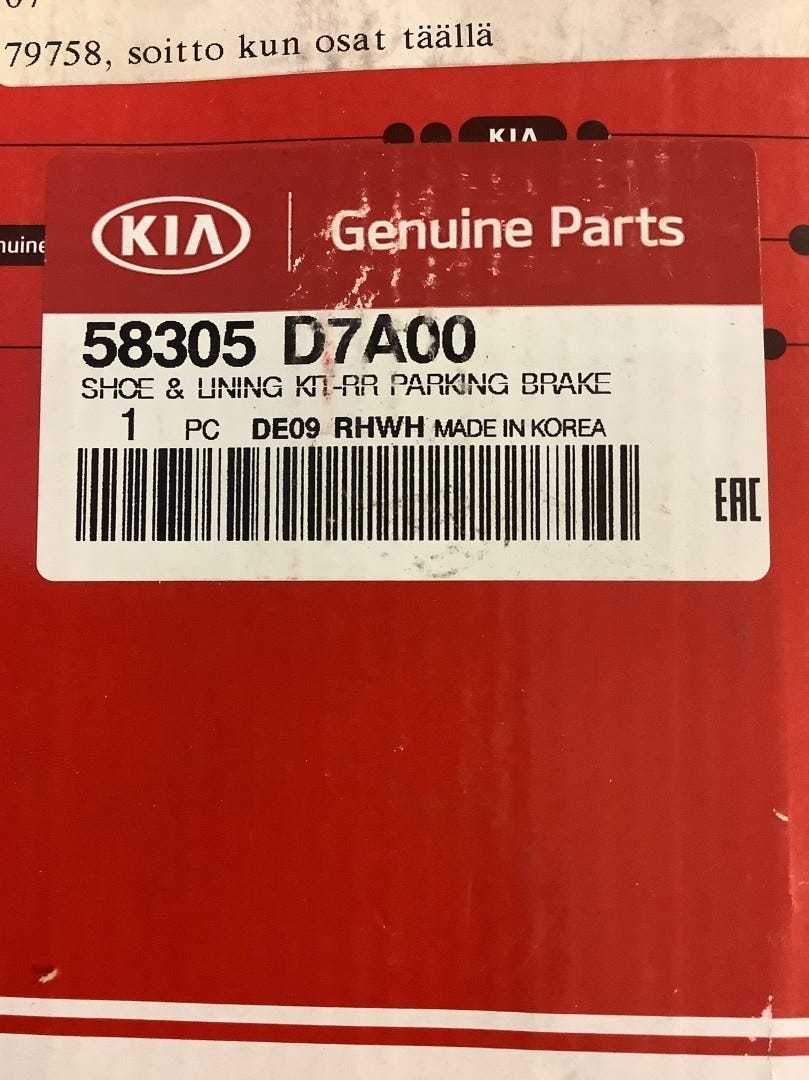 79758, soitto kun osat täällä
KIA
KIA Genuine Parts
58305 D7A00
SHOE & LINING KIT-RR PARKING BRAKE
1 PC DE09 RHWH MADE IN KOREA
EAC